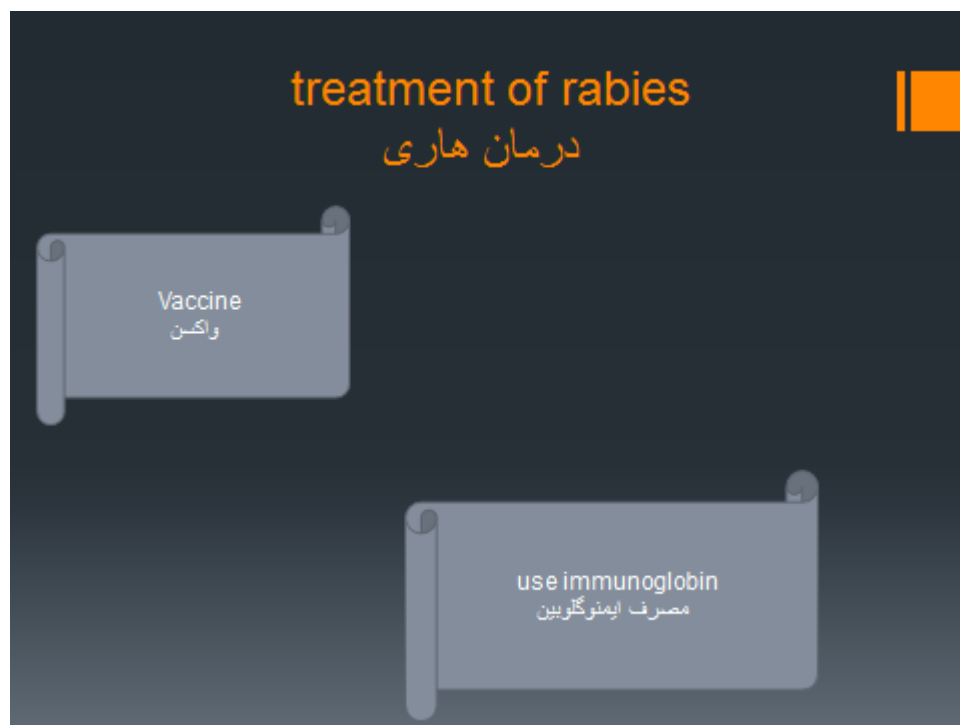 treatment of rabies
درمان هاری
Vaccine
واکسن
use immunoglobin
مصرف ایمنوگلوبین